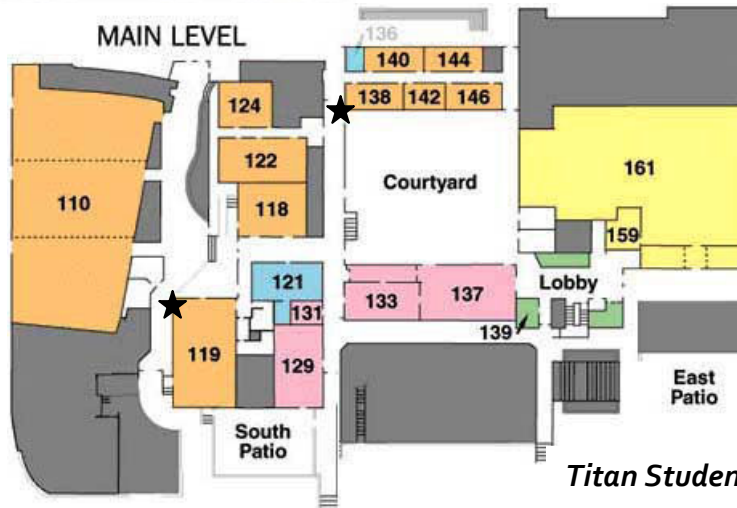 MAIN LEVEL
136
140
144
124
138
142
146
122
161
Courtyard
110
118
159
121
Lobby
133
137
131
119
139
129
East
Patio
South
Patio
Titan Studen